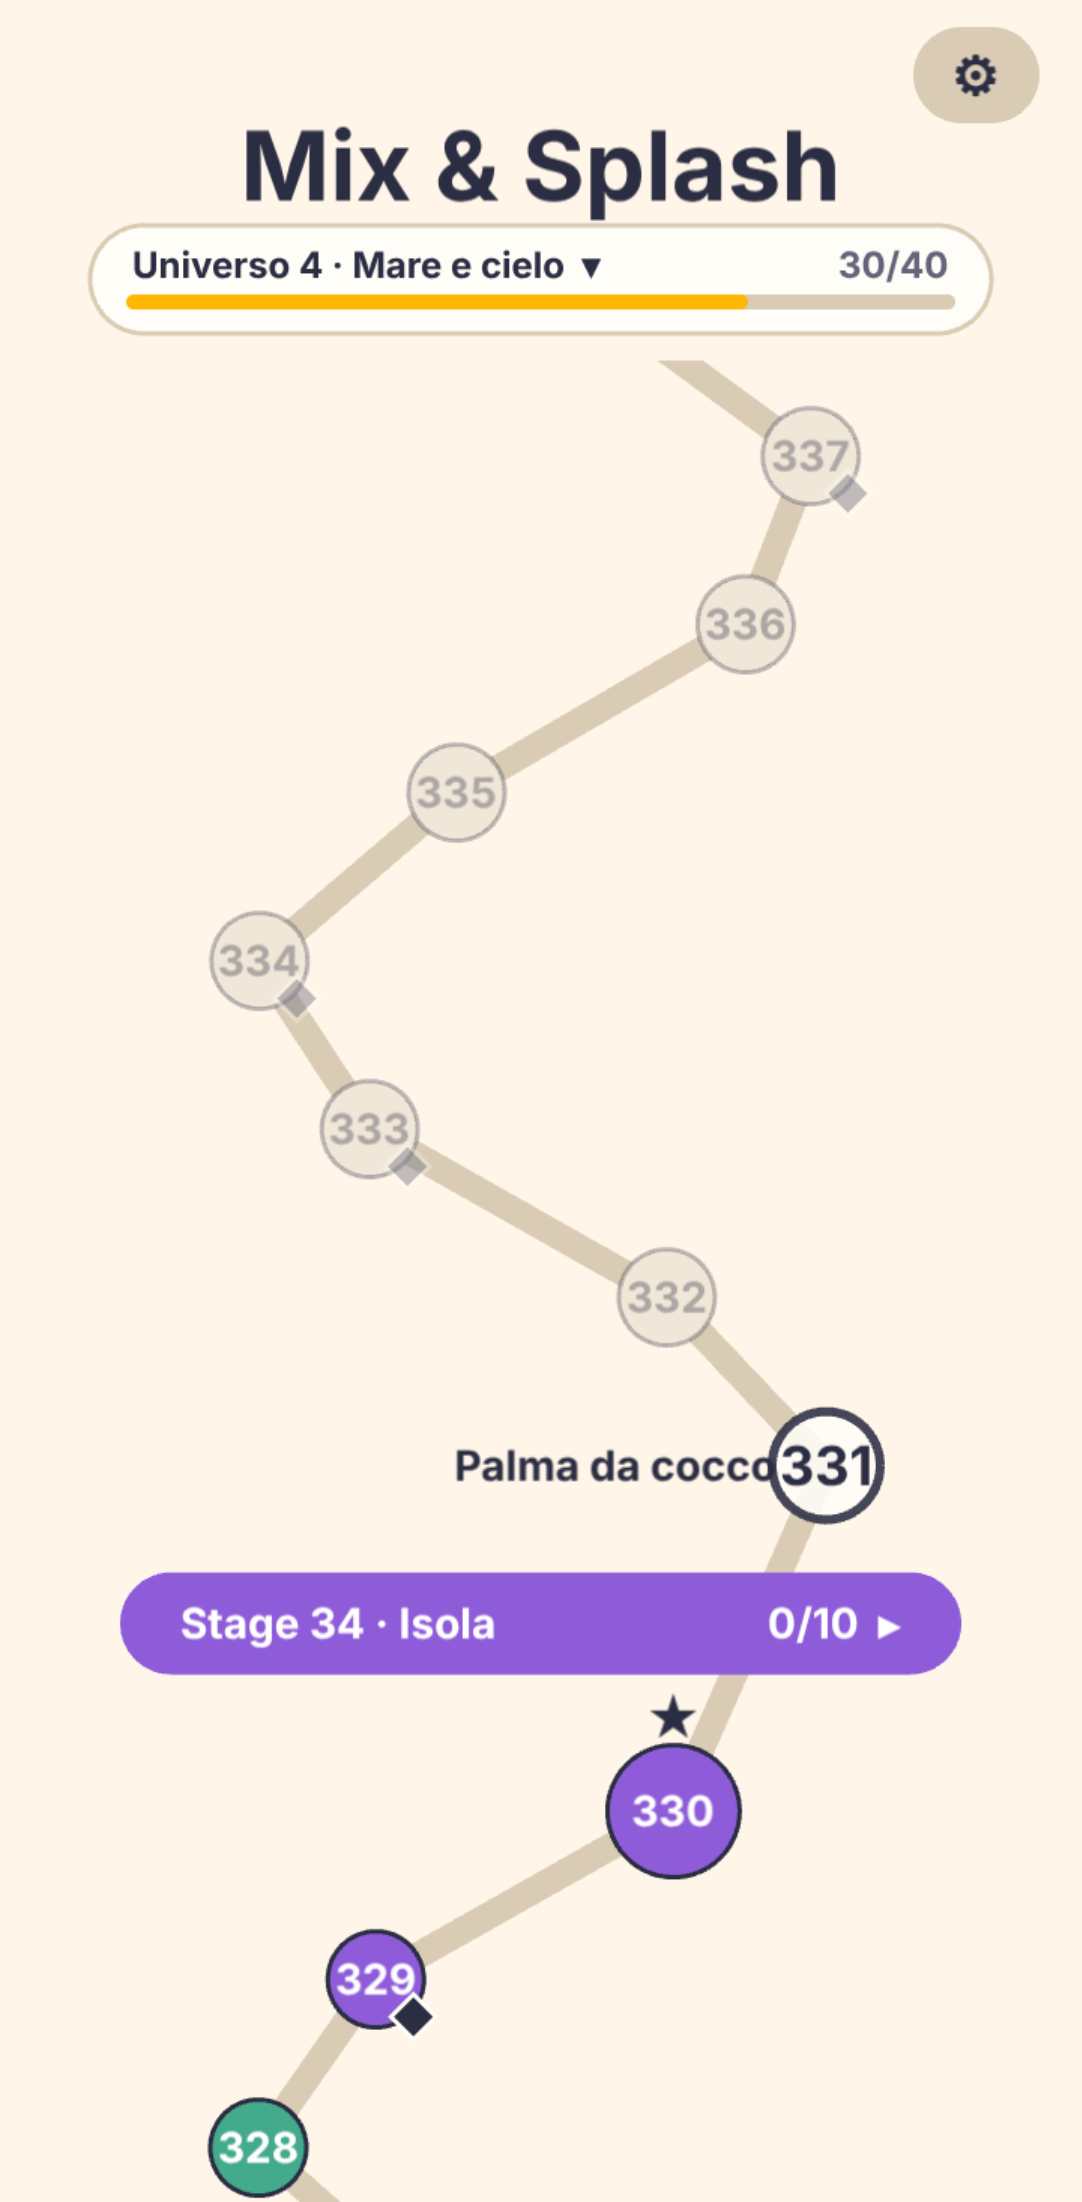 Mix & Splash
Universo 4 · Mare e cielo ▼ 30/40
337
336
335
334
333
332
Palma da cocco 331
Stage 34 · Isola 0/10 ►
330
329
328